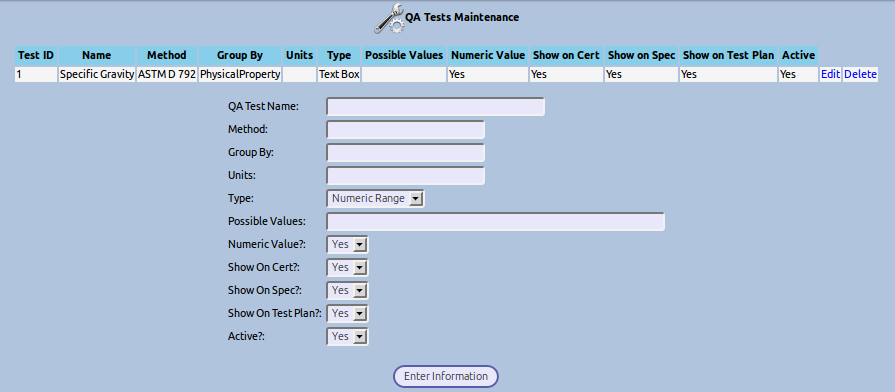 QA Tests Maintenance
Test ID Name Method Group By Units Type Possible Values Numeric Value Show on Cert Show on Spec Show on Test Plan Active
1 Specific Gravity ASTM D 792 PhysicalProperty Text Box Yes Yes Yes Yes Yes Edit Delete
QA Test Name:
Method:
Group By:
Units:
Type: Numeric Range
Possible Values:
Numeric Value?: Yes
Show On Cert?: Yes
Show On Spec?: Yes
Show On Test Plan?: Yes
Active?: Yes
Enter Information